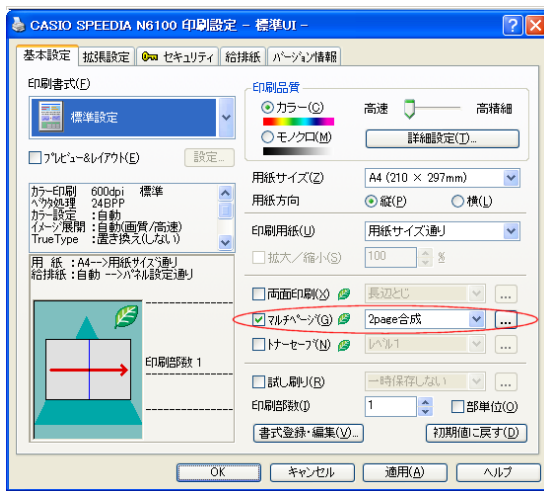 CASIO SPEEDIA N6100 印刷設定 - 標準UI -
基本設定 拡張設定 セキュリティ 給排紙 バージョン情報
印刷書式(F)
標準設定
プレビュー&レイアウト(E) 設定...
カラー印刷 600dpi 標準
ベクタ処理 24BPP
カラー設定 :自動
イメージ展開 :自動(画質/高速)
TrueType :置き換え(しない)
用 紙 :A4-->用紙サイズ通り
給排紙:自動 -->パネル設定通り
印刷部数 1
印刷品質
カラー(C) 高速 高精細
モノクロ(M) 詳細設定(T)...
用紙サイズ(Z) A4 (210 × 297mm)
用紙方向 縦(P) 横(L)
印刷用紙(U) 用紙サイズ通り
拡大/縮小(S) 100 %
両面印刷(X) 長辺とじ ...
マルチページ(G) 2page合成 ...
トナーセーブ(N) レベル1 ...
試し刷り(R) 一時保存しない ...
印刷部数(I) 1 部単位(O)
書式登録・編集(V)... 初期値に戻す(D)
OK キャンセル 適用(A) ヘルプ